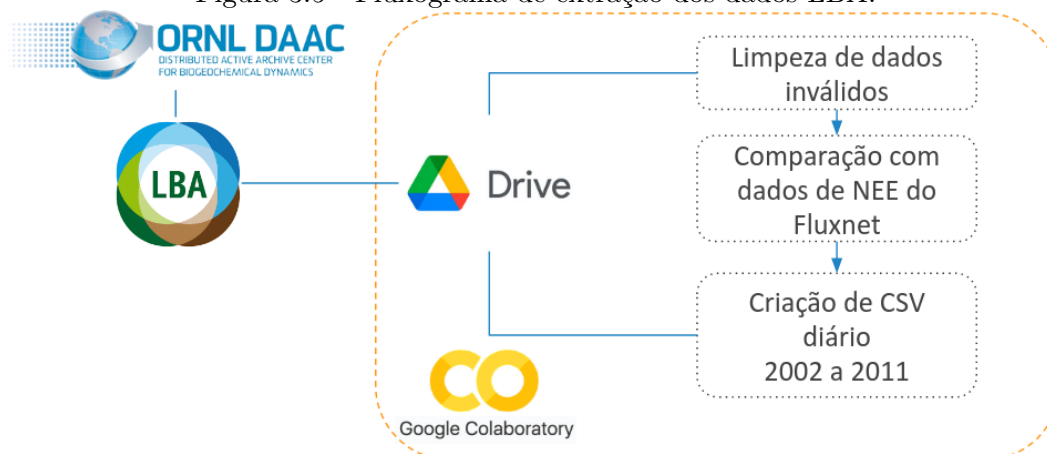 ORNL DAAC
DISTRIBUTED ACTIVE ARCHIVE CENTER
FOR BIOGEOCHEMICAL DYNAMICS
LBA
Drive
Google Colaboratory
Limpeza de dados
inválidos
Comparação com
dados de NEE do
Fluxnet
Criação de CSV
diário
2002 a 2011